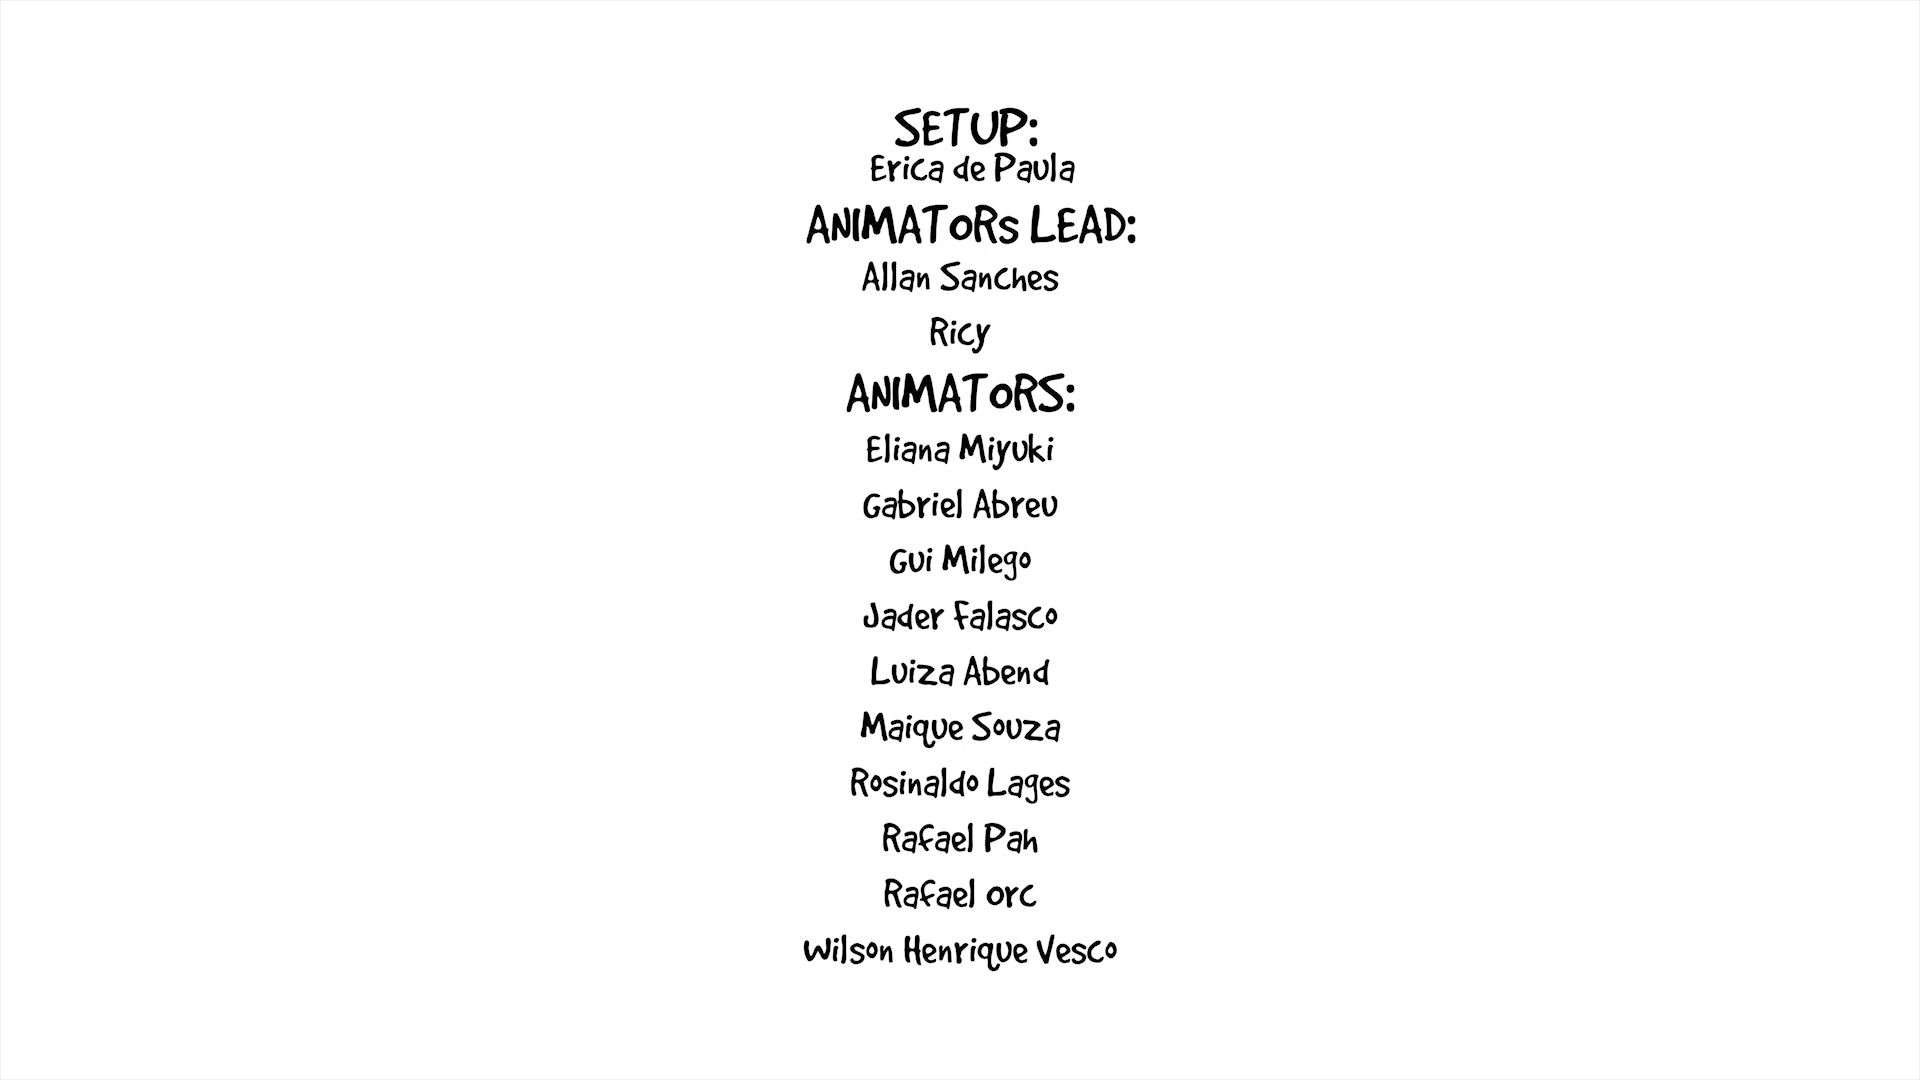 SETUP:
Erica de Paula
ANIMATORs LEAD:
Allan Sanches
Ricy
ANIMATORS:
Eliana Miyuki
Gabriel Abreu
Gui Milego
Jader Falasco
Luiza Abend
Maique Souza
Rosinaldo Lages
Rafael Pah
Rafael Orc
Wilson Henrique Vesco